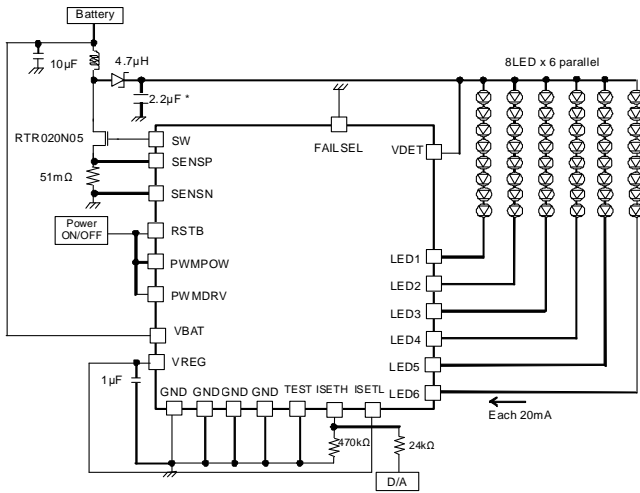 Battery
10µF
4.7µH
2.2µF *
8LED x 6 parallel
RTR020N05
SW
FAILSEL
VDET
SENSP
51mΩ
SENSN
Power
ON/OFF
RSTB
PWMPOW
PWMDRV
LED1
LED2
LED3
LED4
LED5
LED6
VBAT
VREG
1µF
GND
GND
GND
GND
TEST
ISETH
ISETL
Each 20mA
470kΩ
24kΩ
D/A